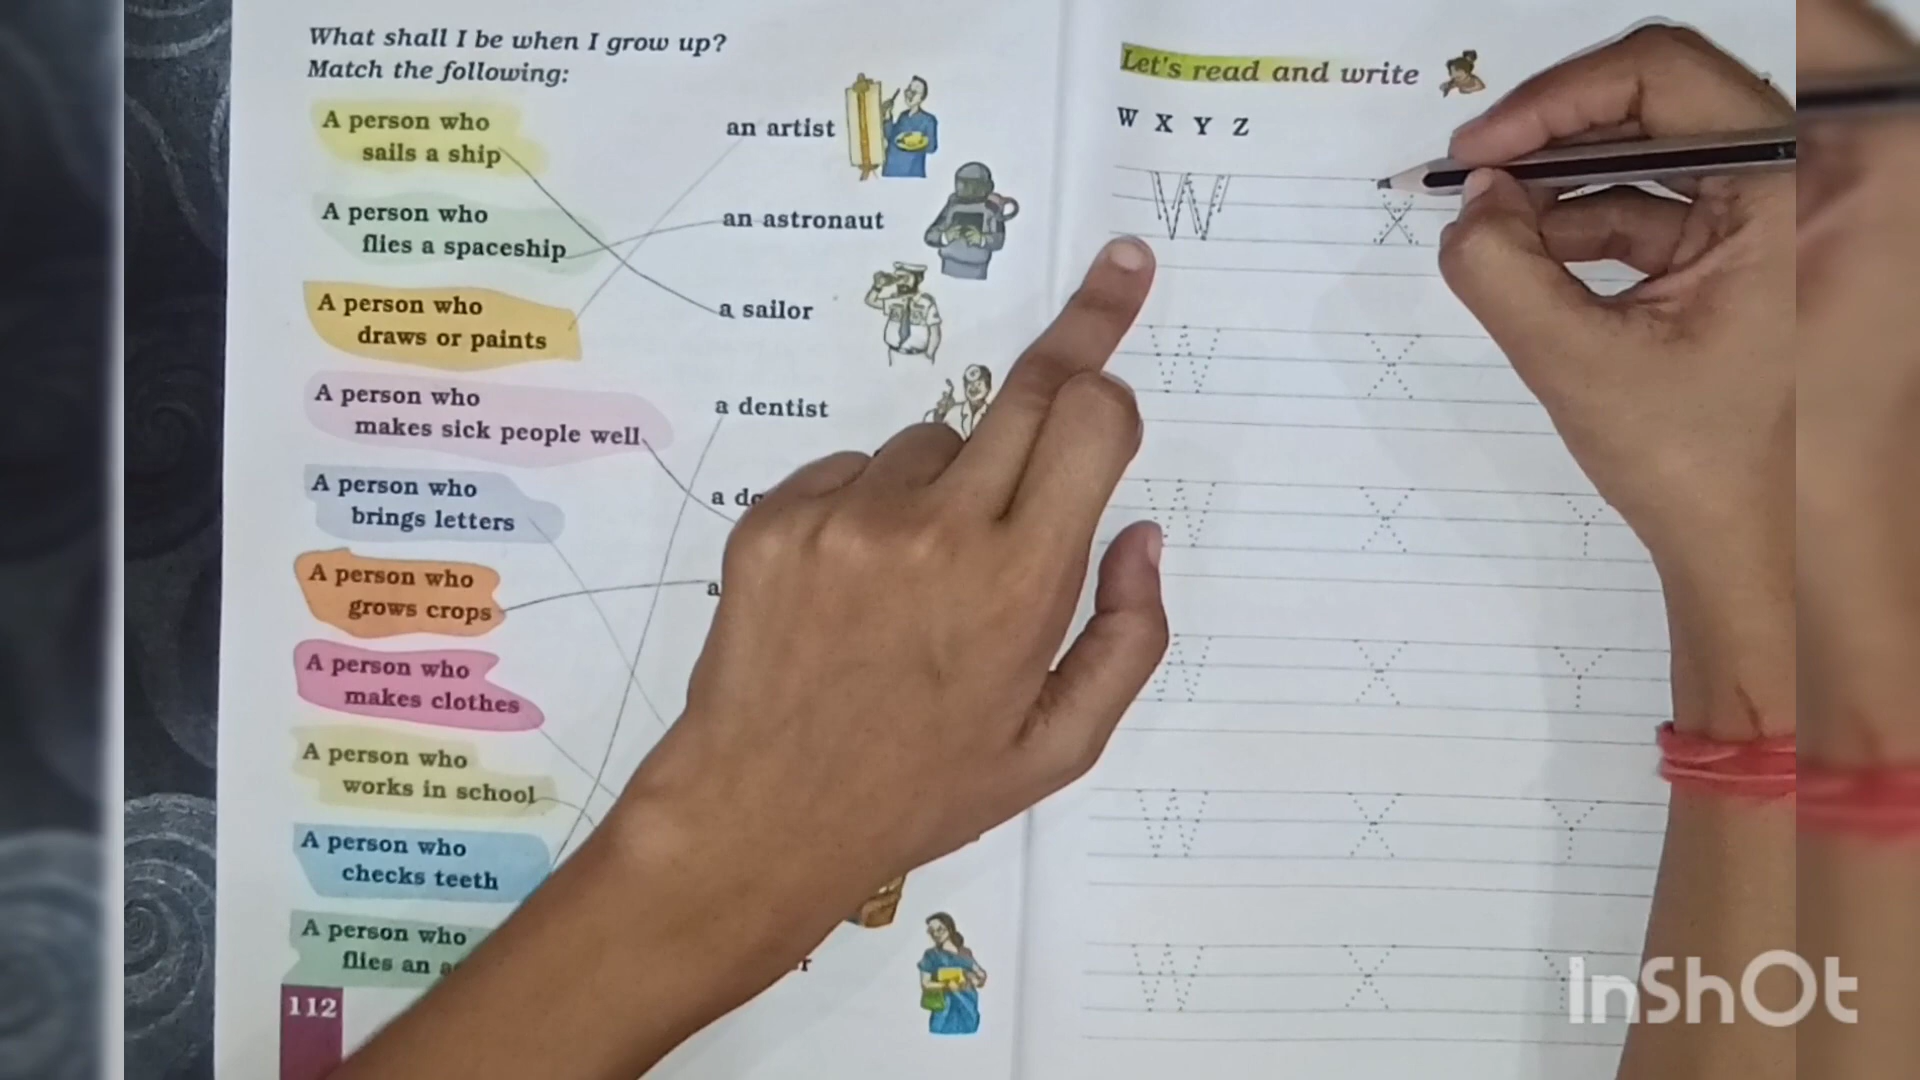 What shall I be when I grow up?
Match the following:
A person who
sails a ship
an artist
A person who
flies a spaceship
an astronaut
A person who
draws or paints
a sailor
A person who
makes sick people well
a dentist
A person who
brings letters
a
A person who
grows crops
a
A person who
makes clothes
A person who
works in school
A person who
checks teeth
A person who
flies an
112
Let's read and write
W X Y Z
W X
W X
W X Y
W X Y
W X Y
W X
InShOt